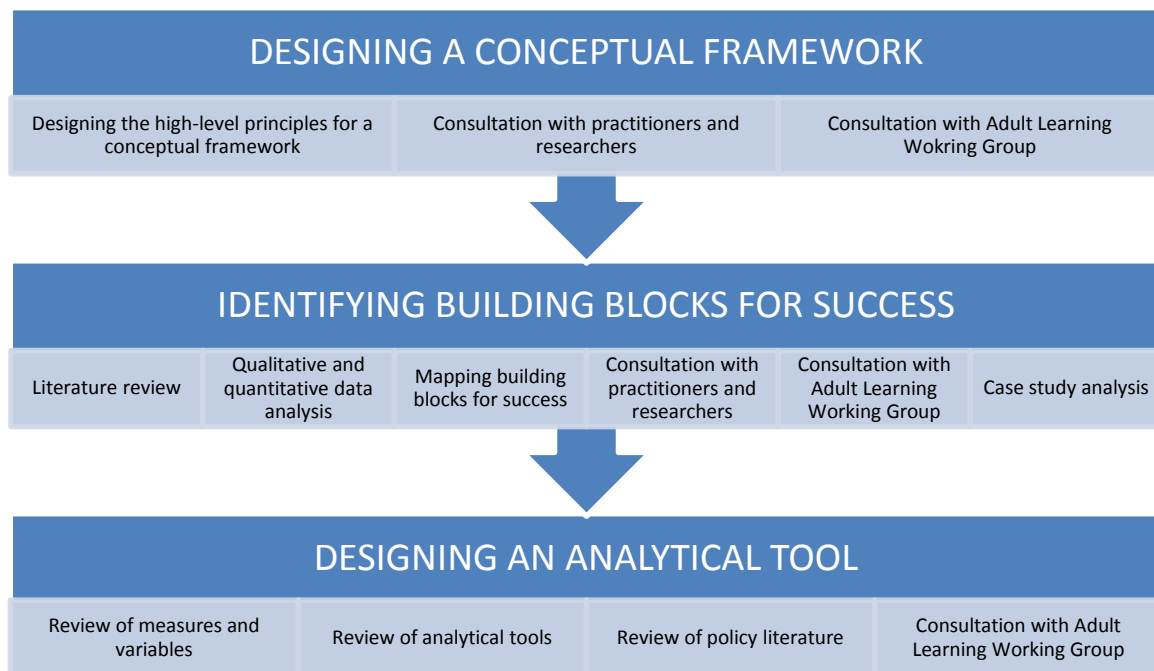 DESIGNING A CONCEPTUAL FRAMEWORK
Designing the high-level principles for a
conceptual framework
Consultation with practitioners and
researchers
Consultation with Adult Learning
Wokring Group
IDENTIFYING BUILDING BLOCKS FOR SUCCESS
Literature review
Qualitative and
quantitative data
analysis
Mapping building
blocks for success
Consultation with
practitioners and
researchers
Consultation with
Adult Learning
Working Group
Case study analysis
DESIGNING AN ANALYTICAL TOOL
Review of measures and
variables
Review of analytical tools
Review of policy literature
Consultation with Adult
Learning Working Group